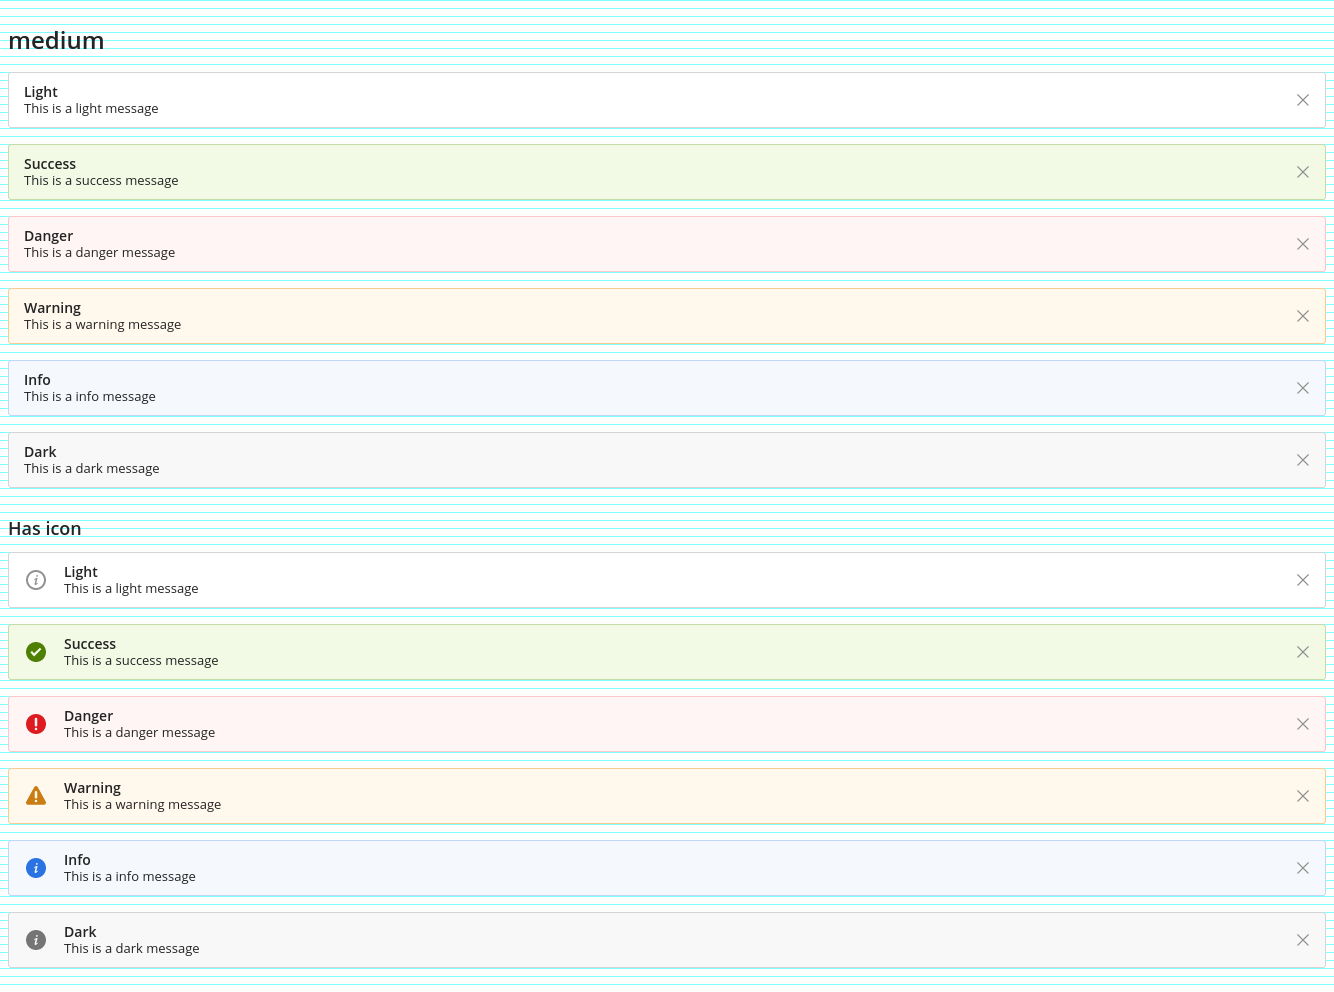 medium
Light
This is a light message
Success
This is a success message
Danger
This is a danger message
Warning
This is a warning message
Info
This is a info message
Dark
This is a dark message
Has icon
Light
This is a light message
Success
This is a success message
Danger
This is a danger message
Warning
This is a warning message
Info
This is a info message
Dark
This is a dark message